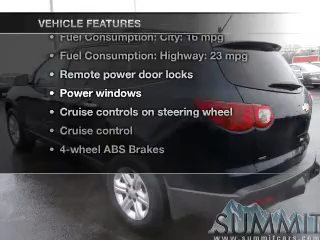 VEHICLE FEATURES
• Fuel Consumption: City: 16 mpg
• Fuel Consumption: Highway: 23 mpg
• Remote power door locks
• Power windows
• Cruise controls on steering wheel
• Cruise control
• 4-wheel ABS Brakes
SUMMIT
www.summitcars.com